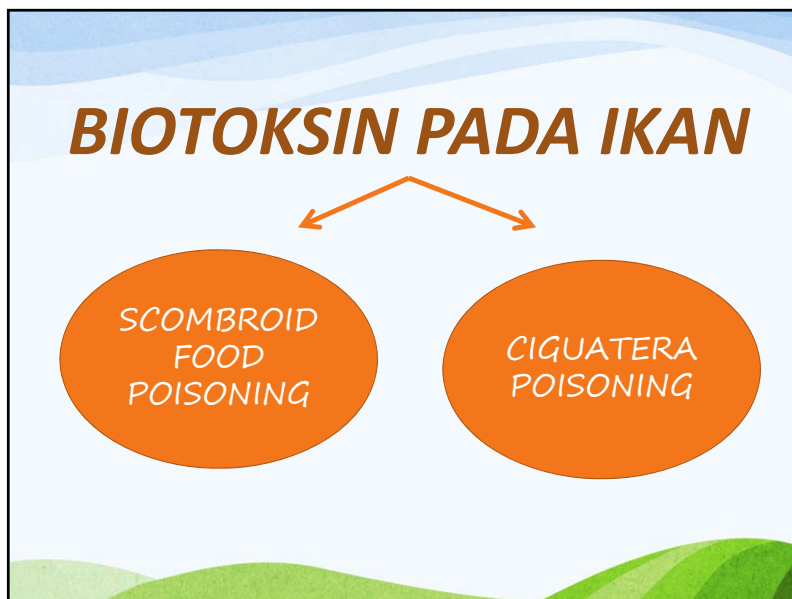 BIOTOKSIN PADA IKAN
SCOMBROID
FOOD
POISONING
CIGUATERA
POISONING